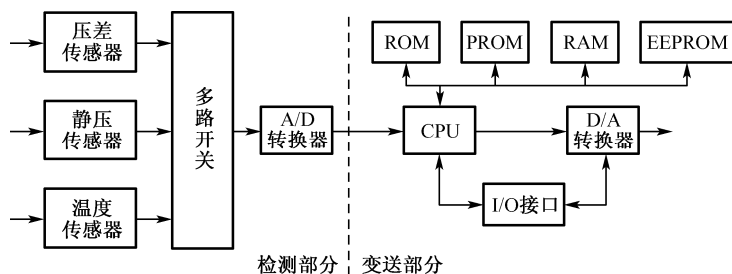 压差
传感器
静压
传感器
温度
传感器
多路开关
A/D
转换器
检测部分
ROM
PROM
RAM
EEPROM
CPU
D/A
转换器
I/O接口
变送部分